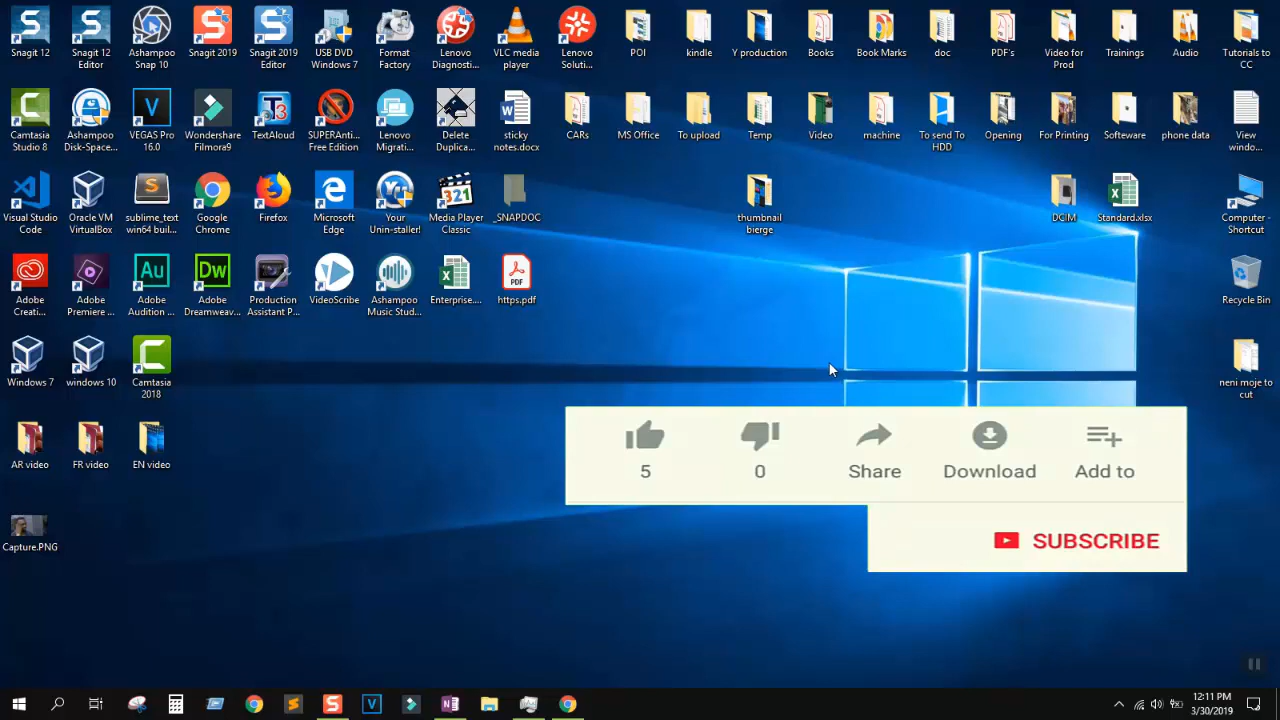 Snagit 12
Snagit 12 Editor
Ashampoo Snap 10
Snagit 2019
Snagit 2019 Editor
USB DVD Windows 7
Format Factory
Lenovo Diagnosti...
VLC media player
Lenovo Soluti...
POI
kindle
Y production
Books
Book Marks
doc
PDF's
Video for Prod
Trainings
Audio
Tutorials to CC
Camtasia Studio 8
Ashampoo Disk-Space...
VEGAS Pro 16.0
Wondershare Filmora9
TextAloud
SUPERAnti... Free Edition
Lenovo Migrati...
Delete Duplica...
sticky notes.docx
CARs
MS Office
To upload
Temp
Video
machine
To send To HDD
Opening
For Printing
Softeware
phone data
View windo...
Visual Studio Code
Oracle VM VirtualBox
sublime_text win64 buil...
Google Chrome
Firefox
Microsoft Edge
Your Unin-staller!
Media Player Classic
_SNAPDOC
thumbnail bierge
DCIM
Standard.xlsx
Computer - Shortcut
Adobe Creati...
Adobe Premiere ...
Adobe Audition ...
Adobe Dreamweav...
Production Assistant P...
VideoScribe
Ashampoo Music Stud...
Enterprise....
https.pdf
Recycle Bin
Windows 7
windows 10
Camtasia 2018
neni moje to cut
AR video
FR video
EN video
5
0
Share
Download
Add to
SUBSCRIBE
Capture.PNG
12:11 PM
3/30/2019